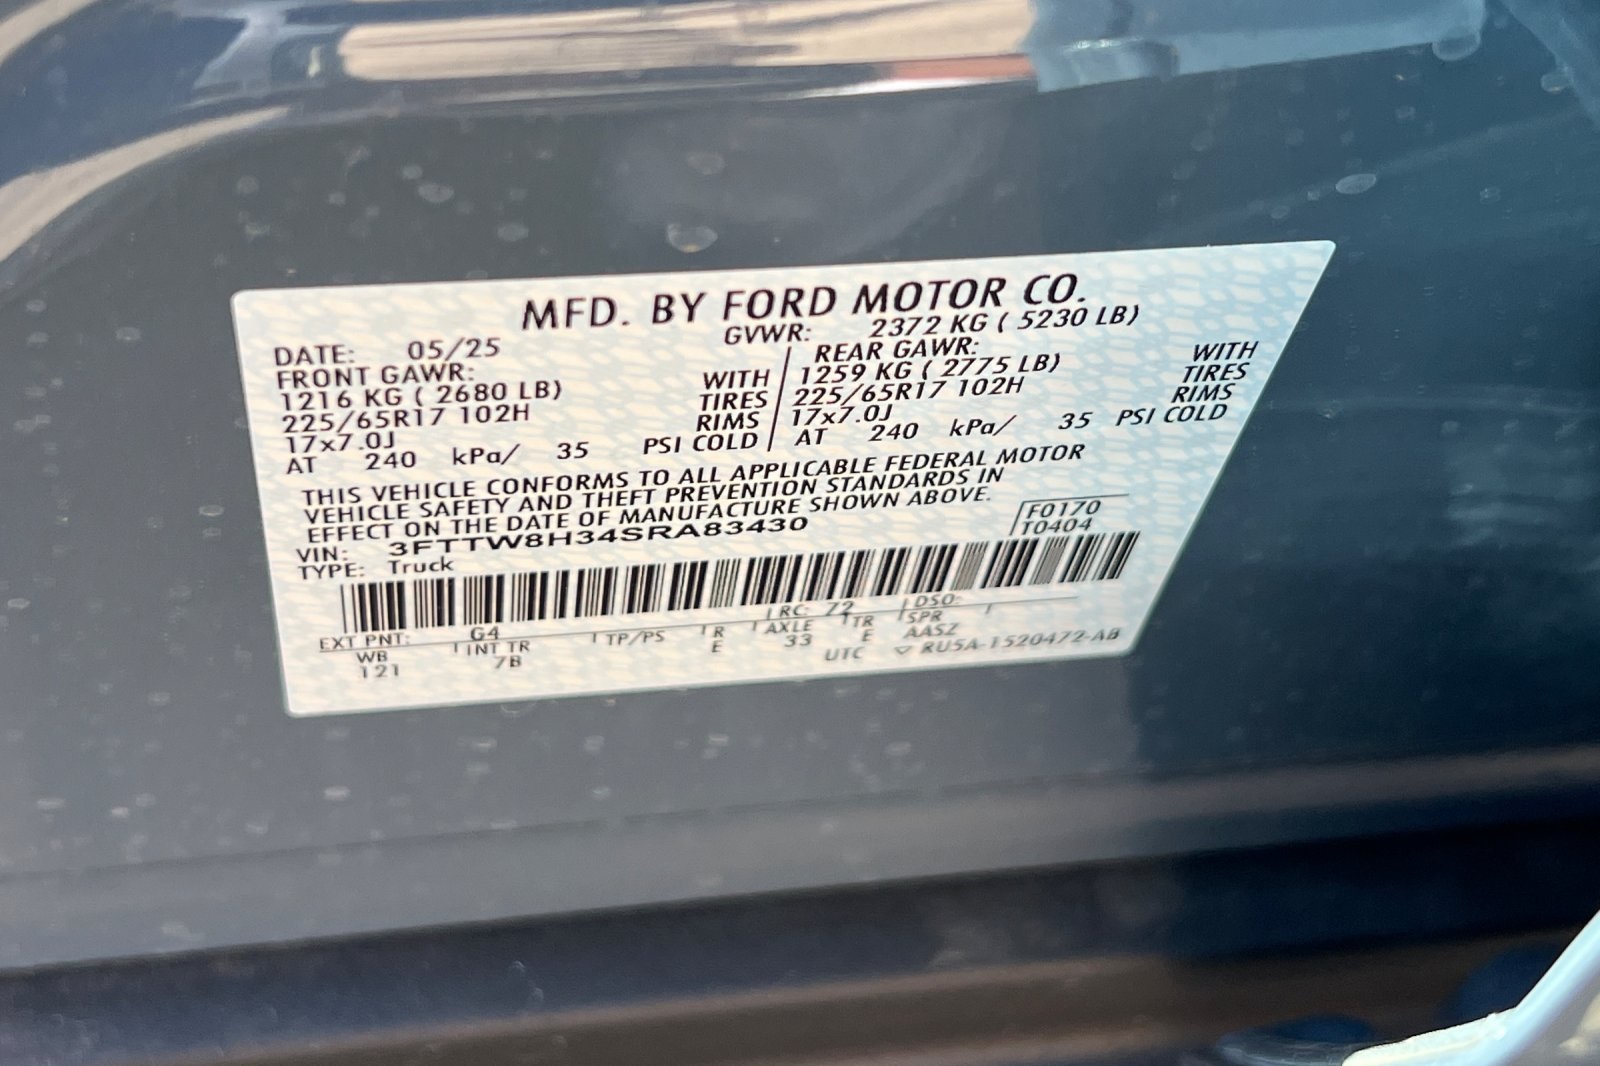 MFD. BY FORD MOTOR CO.
DATE: 05/25 GVWR: 2372 KG ( 5230 LB)
FRONT GAWR: REAR GAWR:
1216 KG ( 2680 LB) WITH 1259 KG ( 2775 LB) WITH
225/65R17 102H TIRES 225/65R17 102H TIRES
17x7.0J RIMS 17x7.0J RIMS
AT 240 kPa/ 35 PSI COLD AT 240 kPa/ 35 PSI COLD
THIS VEHICLE CONFORMS TO ALL APPLICABLE FEDERAL MOTOR
VEHICLE SAFETY AND THEFT PREVENTION STANDARDS IN
EFFECT ON THE DATE OF MANUFACTURE SHOWN ABOVE.
VIN: 3FTTW8H34SRA83430 F0170
TYPE: Truck T0404
EXT PNT: G4 RC: 72 DSO:
WB INT TR TP/PS R AXLE TR SPR
121 7B E 33 E AASZ
UTC ▽ RU5A-1520472-AB